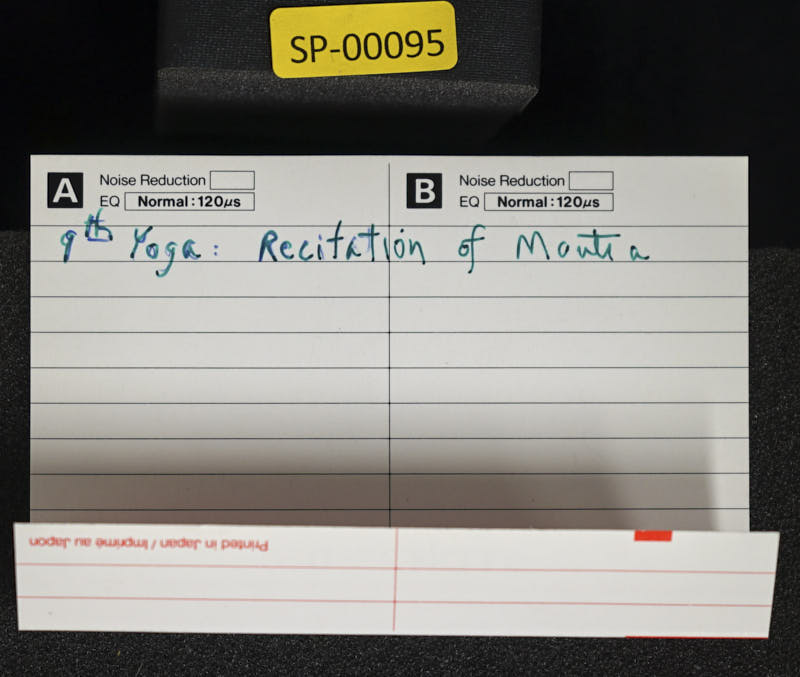 SP-00095
A Noise Reduction
EQ Normal:120µs
B Noise Reduction
EQ Normal:120µs
9th Yoga: Recitation of Mantra
Printed in Japan / Imprimé au Japon